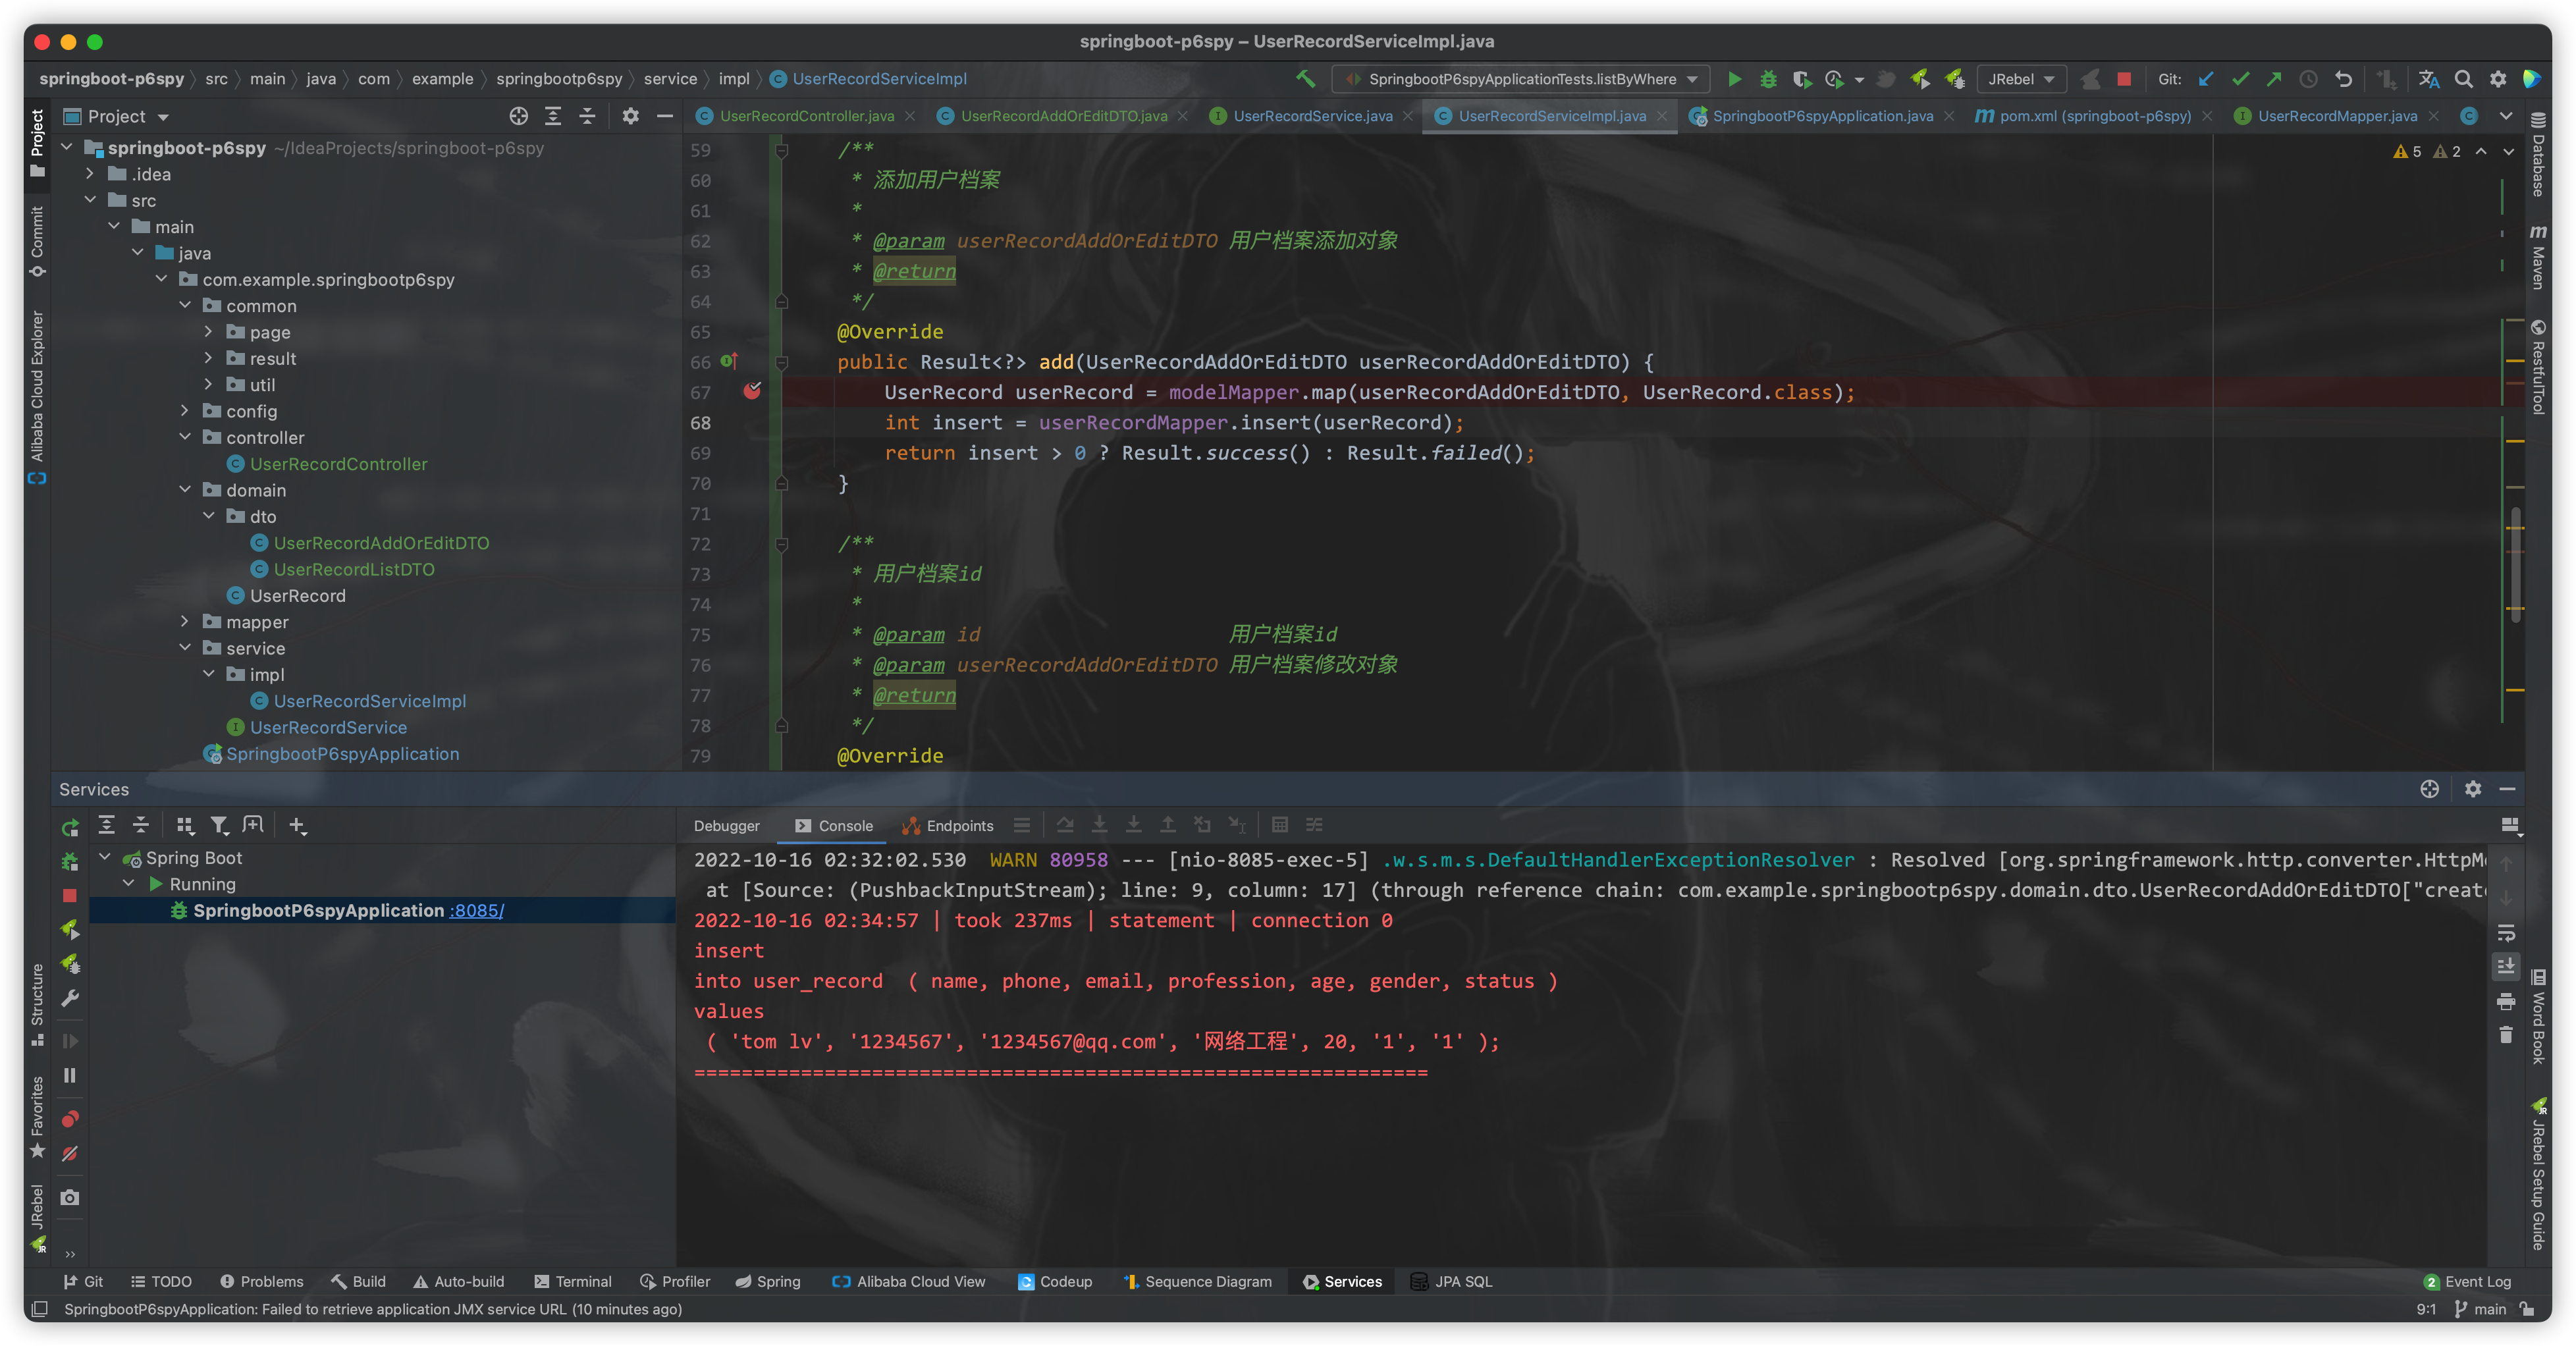 springboot-p6spy – UserRecordServiceImpl.java
springboot-p6spy src main java com example springbootp6spy service impl UserRecordServiceImpl SpringbootP6spyApplicationTests.listByWhere JRebel Git:
Project
UserRecordController.java UserRecordAddOrEditDTO.java UserRecordService.java UserRecordServiceImpl.java SpringbootP6spyApplication.java pom.xml (springboot-p6spy) UserRecordMapper.java
Project
Commit
Alibaba Cloud Explorer
Structure
Favorites
JRebel
springboot-p6spy ~/IdeaProjects/springboot-p6spy
.idea
src
main
java
com.example.springbootp6spy
common
page
result
util
config
controller
UserRecordController
domain
dto
UserRecordAddOrEditDTO
UserRecordListDTO
UserRecord
mapper
service
impl
UserRecordServiceImpl
UserRecordService
SpringbootP6spyApplication
5 2
59 /**
60 * 添加用户档案
61 *
62 * @param userRecordAddOrEditDTO 用户档案添加对象
63 * @return
64 */
65 @Override
66 public Result<?> add(UserRecordAddOrEditDTO userRecordAddOrEditDTO) {
67 UserRecord userRecord = modelMapper.map(userRecordAddOrEditDTO, UserRecord.class);
68 int insert = userRecordMapper.insert(userRecord);
69 return insert > 0 ? Result.success() : Result.failed();
70 }
71
72 /**
73 * 用户档案id
74 *
75 * @param id 用户档案id
76 * @param userRecordAddOrEditDTO 用户档案修改对象
77 * @return
78 */
79 @Override
Database
Maven
RestfulTool
Word Book
JRebel Setup Guide
Services
Debugger Console Endpoints
Spring Boot
Running
SpringbootP6spyApplication :8085/
2022-10-16 02:32:02.530 WARN 80958 --- [nio-8085-exec-5] .w.s.m.s.DefaultHandlerExceptionResolver : Resolved [org.springframework.http.converter.HttpMe
at [Source: (PushbackInputStream); line: 9, column: 17] (through reference chain: com.example.springbootp6spy.domain.dto.UserRecordAddOrEditDTO["create
2022-10-16 02:34:57 | took 237ms | statement | connection 0
insert
into user_record ( name, phone, email, profession, age, gender, status )
values
( 'tom lv', '1234567', '1234567@qq.com', '网络工程', 20, '1', '1' );
==============================================================
Git TODO Problems Build Auto-build Terminal Profiler Spring Alibaba Cloud View Codeup Sequence Diagram Services JPA SQL 2 Event Log
SpringbootP6spyApplication: Failed to retrieve application JMX service URL (10 minutes ago) 9:1 main